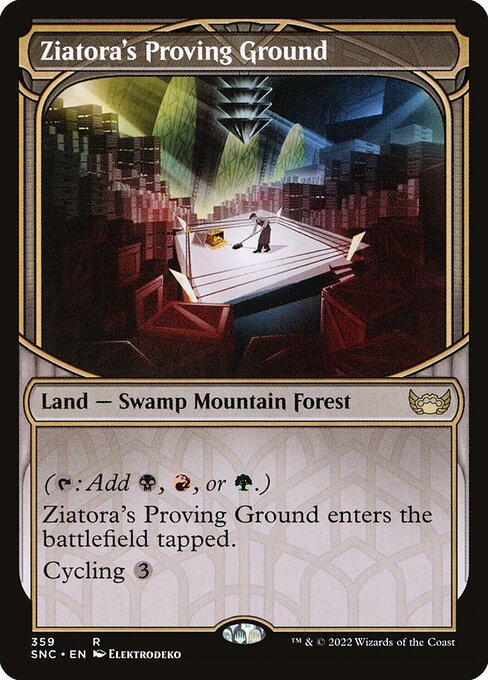 Ziatora's Proving Ground
Land — Swamp Mountain Forest
(: Add , , or .)
Ziatora's Proving Ground enters the
battlefield tapped.
Cycling 3
359 R
SNC • EN Elektrodeko
™ & © 2022 Wizards of the Coast